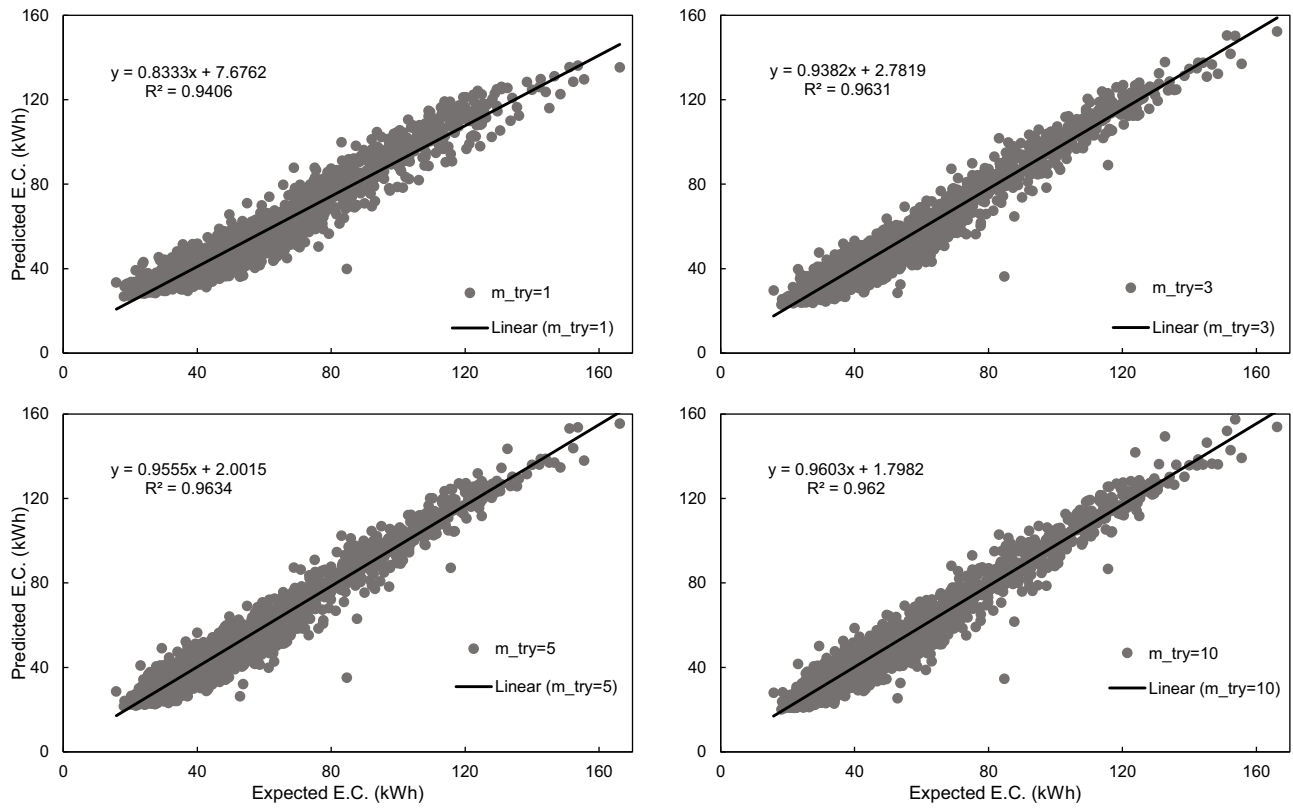 160
120
80
40
0
Predicted E.C. (kWh)
y = 0.8333x + 7.6762
R² = 0.9406
m_try=1
Linear (m_try=1)
0 40 80 120 160
160
120
80
40
0
y = 0.9382x + 2.7819
R² = 0.9631
m_try=3
Linear (m_try=3)
0 40 80 120 160
160
120
80
40
0
Predicted E.C. (kWh)
y = 0.9555x + 2.0015
R² = 0.9634
m_try=5
Linear (m_try=5)
0 40 80 120 160
Expected E.C. (kWh)
160
120
80
40
0
y = 0.9603x + 1.7982
R² = 0.962
m_try=10
Linear (m_try=10)
0 40 80 120 160
Expected E.C. (kWh)